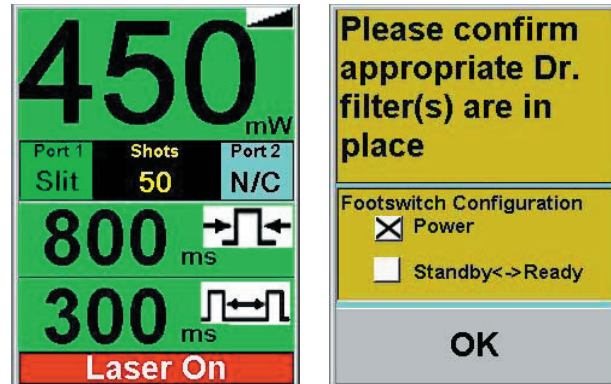 450
mW
Port 1 Shots Port 2
Slit 50 N/C
800 ms
300 ms
Laser On
Please confirm
appropriate Dr.
filter(s) are in
place
Footswitch Configuration
Power
Standby<->Ready
OK